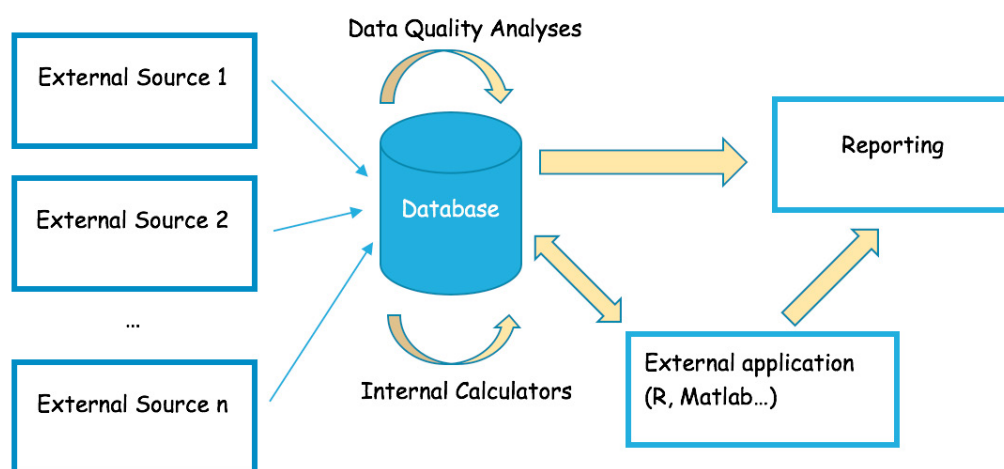 Data Quality Analyses
External Source 1
Reporting
Database
External Source 2
...
External Source n
Internal Calculators
External application
(R, Matlab...)